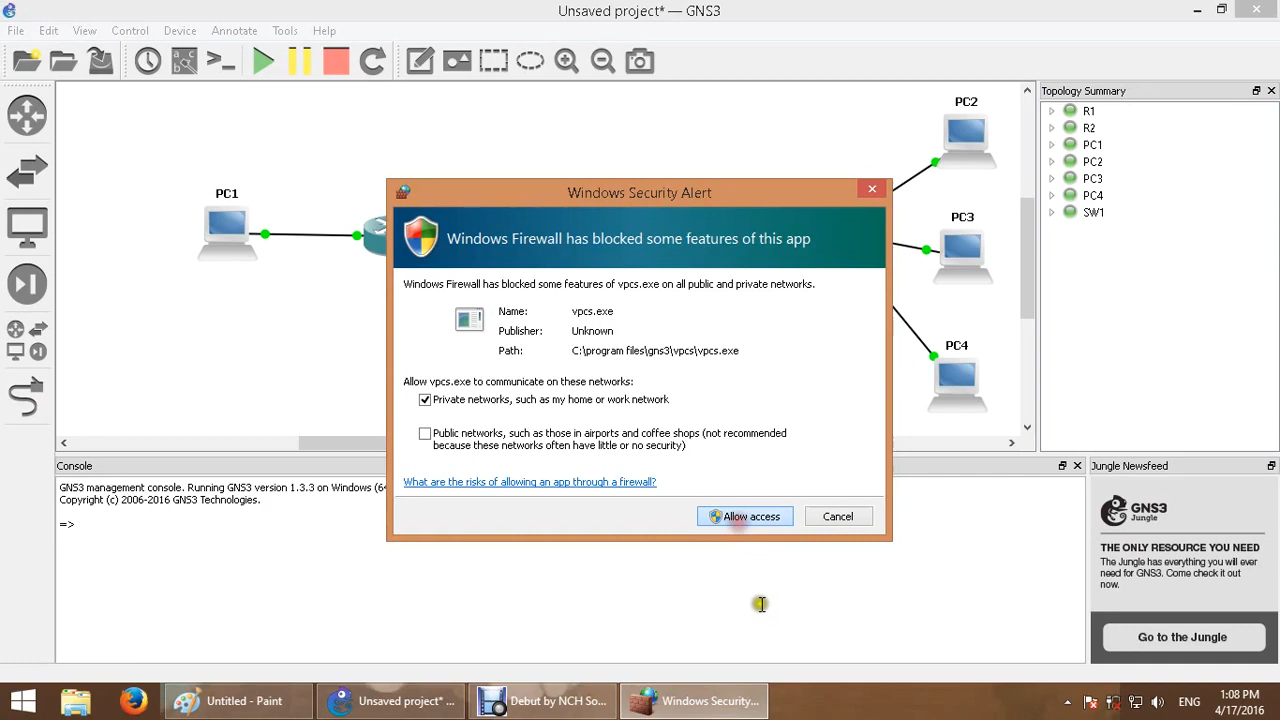 Unsaved project* — GNS3
File Edit View Control Device Annotate Tools Help
Topology Summary
R1
R2
PC1
PC2
PC3
PC4
SW1
PC1
PC2
PC3
PC4
Windows Security Alert
Windows Firewall has blocked some features of this app
Windows Firewall has blocked some features of vpcs.exe on all public and private networks.
Name: vpcs.exe
Publisher: Unknown
Path: C:\program files\gns3\vpcs\vpcs.exe
Allow vpcs.exe to communicate on these networks:
Private networks, such as my home or work network
Public networks, such as those in airports and coffee shops (not recommended
because these networks often have little or no security)
What are the risks of allowing an app through a firewall?
Allow access Cancel
Console
GNS3 management console. Running GNS3 version 1.3.3 on Windows (64
Copyright (c) 2006-2016 GNS3 Technologies.
=>
Jungle Newsfeed
GNS3
Jungle
THE ONLY RESOURCE YOU NEED
The Jungle has everything you will ever
need for GNS3. Come check it out
now.
Go to the Jungle
Untitled - Paint
Unsaved project* ...
Debut by NCH So...
Windows Security...
ENG
1:08 PM
4/17/2016